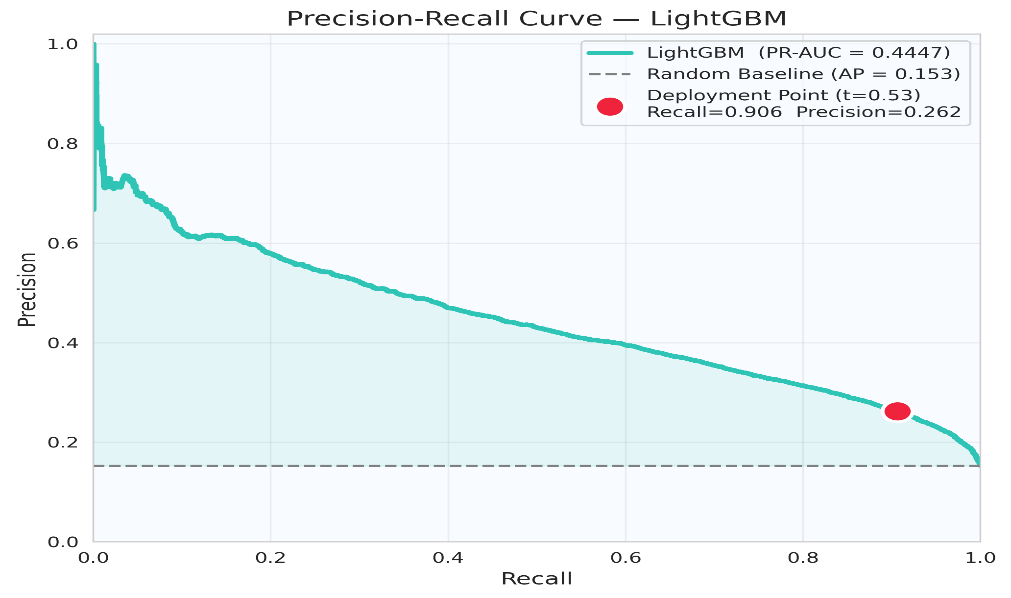 Precision-Recall Curve — LightGBM
LightGBM  (PR-AUC = 0.4447)
Random Baseline (AP = 0.153)
Deployment Point (t=0.53)
Recall=0.906  Precision=0.262
Precision
1.0
0.8
0.6
0.4
0.2
0.0
0.0 0.2 0.4 0.6 0.8 1.0
Recall